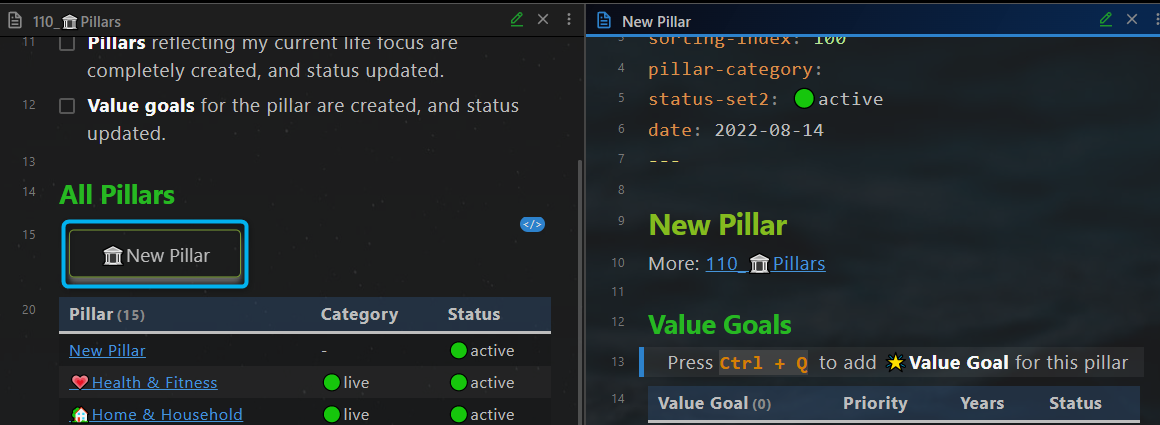 110_🏛Pillars
11 Pillars reflecting my current life focus are
completely created, and status updated.
12 Value goals for the pillar are created, and status
updated.
13
14 All Pillars
15 </>
🏛New Pillar
20 Pillar (15) Category Status
New Pillar - 🟢active
❤️Health & Fitness 🟢live 🟢active
🏡Home & Household 🟢live 🟢active
New Pillar
3 sorting-index: 100
4 pillar-category:
5 status-set2: 🟢active
6 date: 2022-08-14
7 ---
8
9 New Pillar
10 More: 110_🏛Pillars
11
12 Value Goals
13 Press Ctrl + Q to add ⭐Value Goal for this pillar
14 Value Goal (0) Priority Years Status